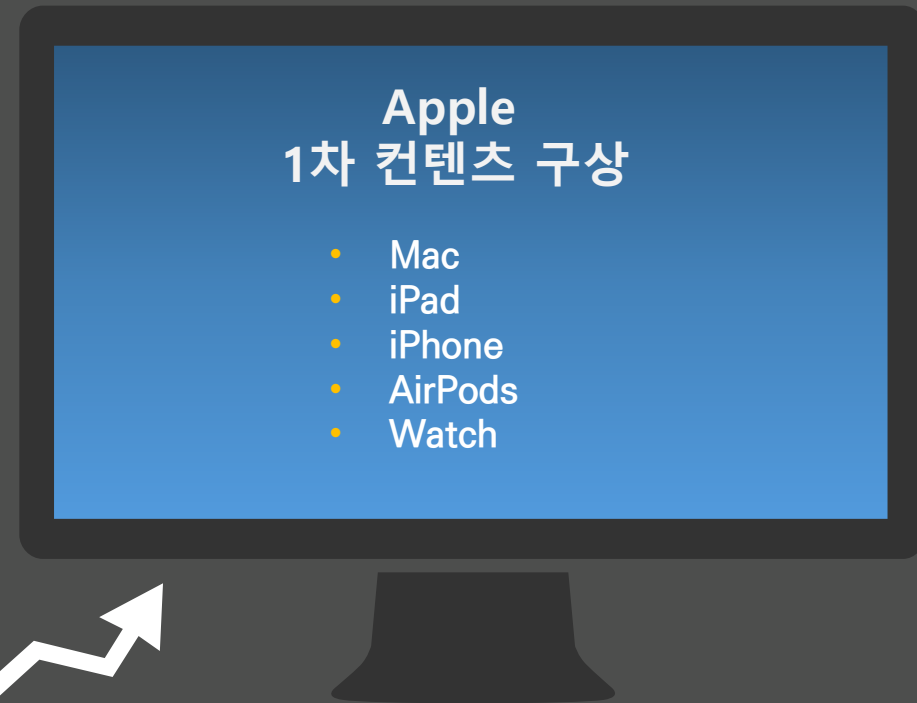 Apple
1차 컨텐츠 구상
• Mac
• iPad
• iPhone
• AirPods
• Watch